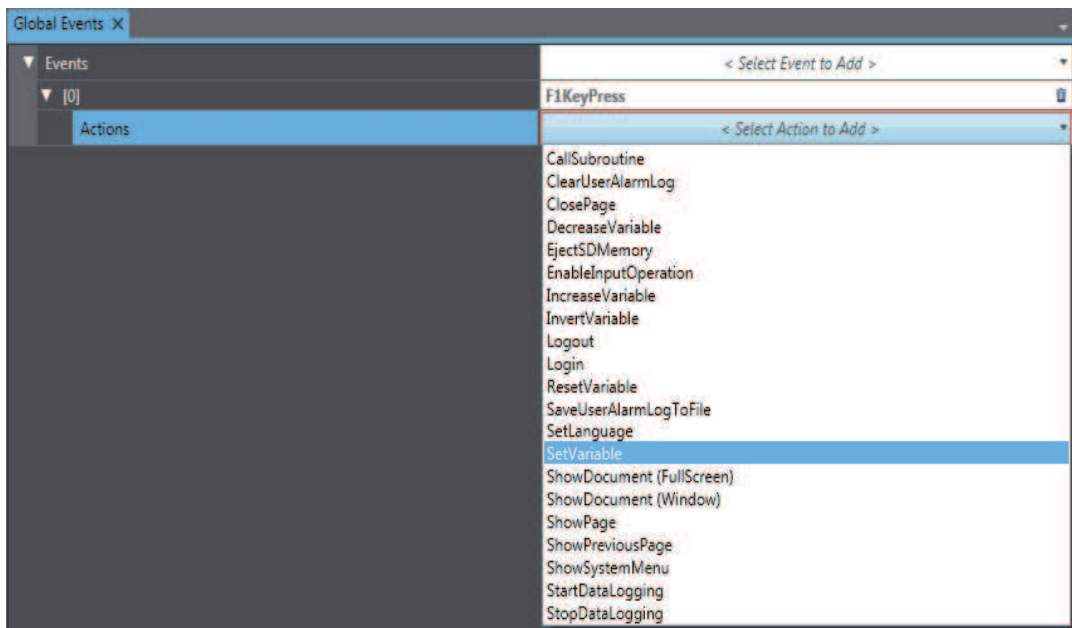 Global Events X
Events < Select Event to Add >
[0] F1KeyPress
Actions < Select Action to Add >
CallSubroutine
ClearUserAlarmLog
ClosePage
DecreaseVariable
EjectSDMemory
EnableInputOperation
IncreaseVariable
InvertVariable
Logout
Login
ResetVariable
SaveUserAlarmLogToFile
SetLanguage
SetVariable
ShowDocument (FullScreen)
ShowDocument (Window)
ShowPage
ShowPreviousPage
ShowSystemMenu
StartDataLogging
StopDataLogging